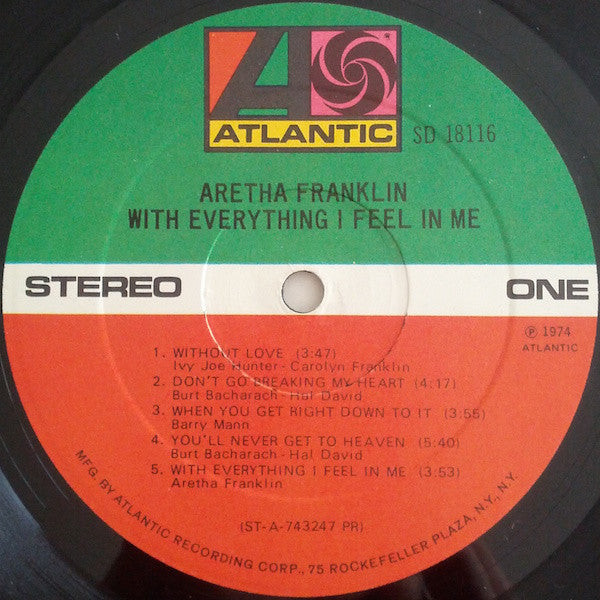 ATLANTIC
®
SD 18116
ARETHA FRANKLIN
WITH EVERYTHING I FEEL IN ME
STEREO
ONE
℗ 1974
ATLANTIC
1. WITHOUT LOVE (3:47)
Ivy Joe Hunter-Carolyn Franklin
2. DON'T GO BREAKING MY HEART (4:17)
Burt Bacharach-Hal David
3. WHEN YOU GET RIGHT DOWN TO IT (3:55)
Barry Mann
4. YOU'LL NEVER GET TO HEAVEN (5:40)
Burt Bacharach-Hal David
5. WITH EVERYTHING I FEEL IN ME (3:53)
Aretha Franklin
(ST-A-743247 PR)
MFG. BY ATLANTIC RECORDING CORP., 75 ROCKEFELLER PLAZA, N.Y., N.Y.